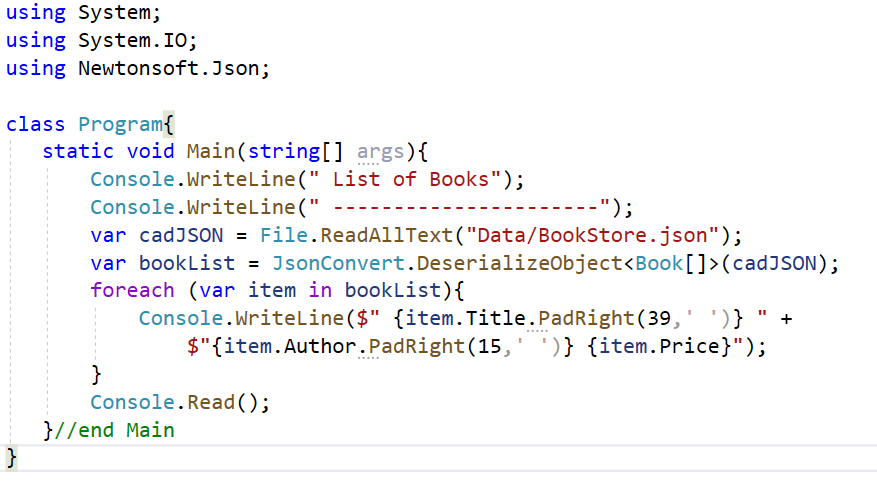 using System;
using System.IO;
using Newtonsoft.Json;

class Program{
   static void Main(string[] args){
       Console.WriteLine(" List of Books");
       Console.WriteLine(" ----------------------");
       var cadJSON = File.ReadAllText("Data/BookStore.json");
       var bookList = JsonConvert.DeserializeObject<Book[]>(cadJSON);
       foreach (var item in bookList){
           Console.WriteLine($" {item.Title.PadRight(39,' ')} " +
               $"{item.Author.PadRight(15,' ')} {item.Price}");
       }
       Console.Read();
   }//end Main
}